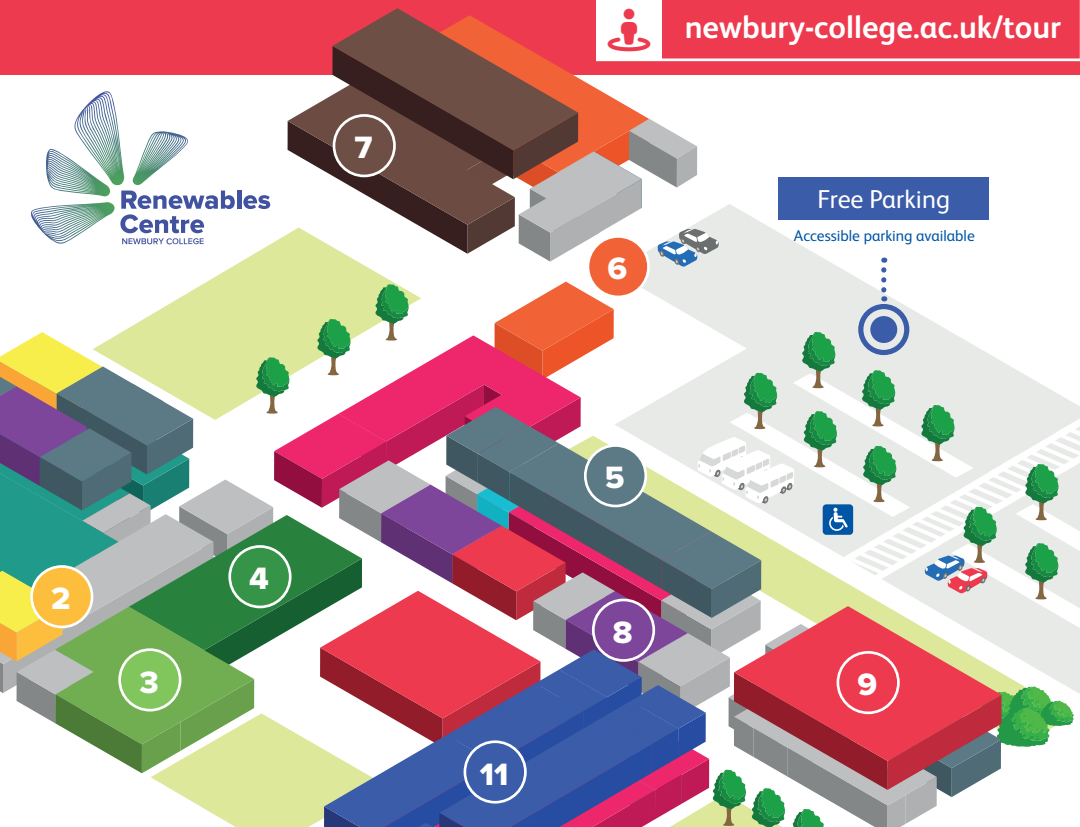 newbury-college.ac.uk/tour
7
Renewables
Centre
NEWBURY COLLEGE
Free Parking
Accessible parking available
6
5
4
2
8
3
9
11